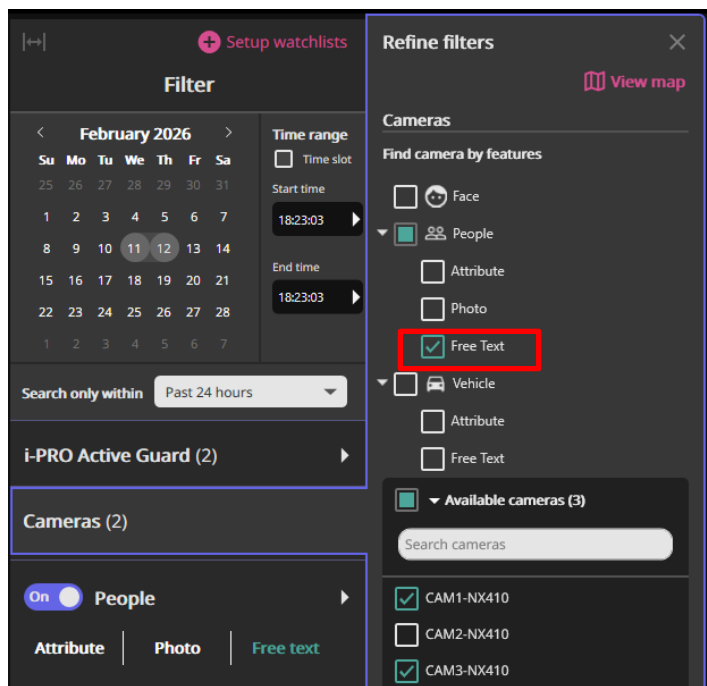 Setup watchlists
Filter
February 2026
Su Mo Tu We Th Fr Sa
25 26 27 28 29 30 31
1 2 3 4 5 6 7
8 9 10 11 12 13 14
15 16 17 18 19 20 21
22 23 24 25 26 27 28
1 2 3 4 5 6 7
Time range
Time slot
Start time
18:23:03
End time
18:23:03
Search only within Past 24 hours
i-PRO Active Guard (2)
Cameras (2)
On People
Attribute Photo Free text
Refine filters
View map
Cameras
Find camera by features
Face
People
Attribute
Photo
Free Text
Vehicle
Attribute
Free Text
Available cameras (3)
Search cameras
CAM1-NX410
CAM2-NX410
CAM3-NX410